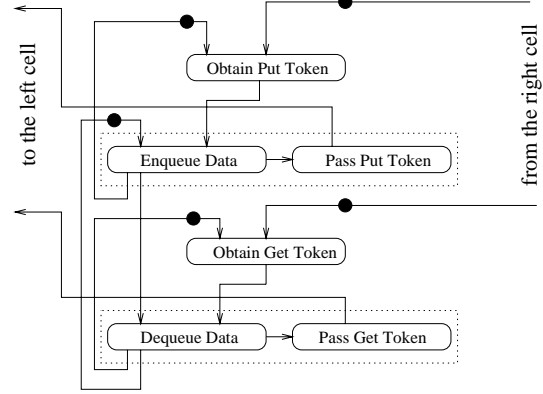 to the left cell
from the right cell
Obtain Put Token
Enqueue Data
Pass Put Token
Obtain Get Token
Dequeue Data
Pass Get Token